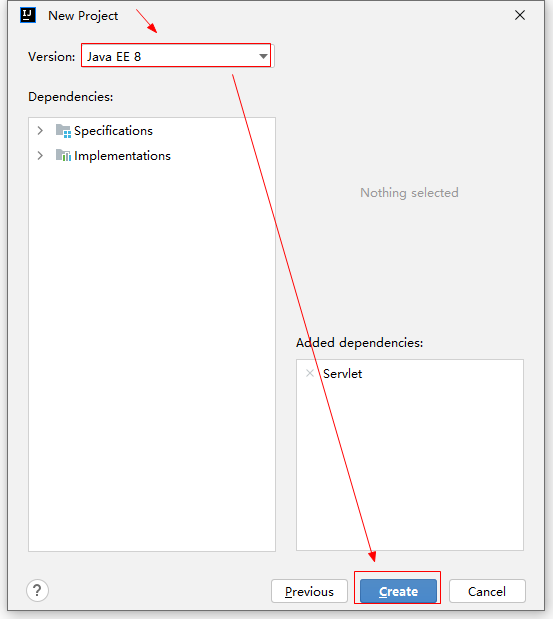 IJ New Project
Version: Java EE 8
Dependencies:
Specifications
Implementations
Nothing selected
Added dependencies:
Servlet
? Previous Create Cancel